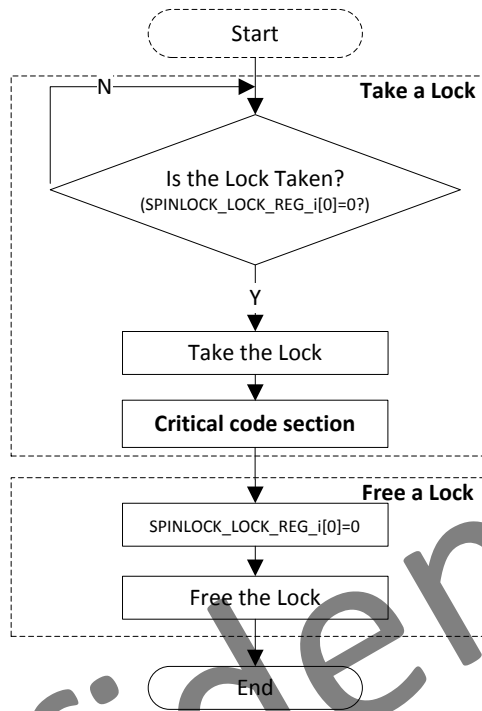 Start
Take a Lock
N
Is the Lock Taken?
(SPINLOCK_LOCK_REG_i[0]=0?)
Y
Take the Lock
Critical code section
Free a Lock
SPINLOCK_LOCK_REG_i[0]=0
Free the Lock
End
fiden